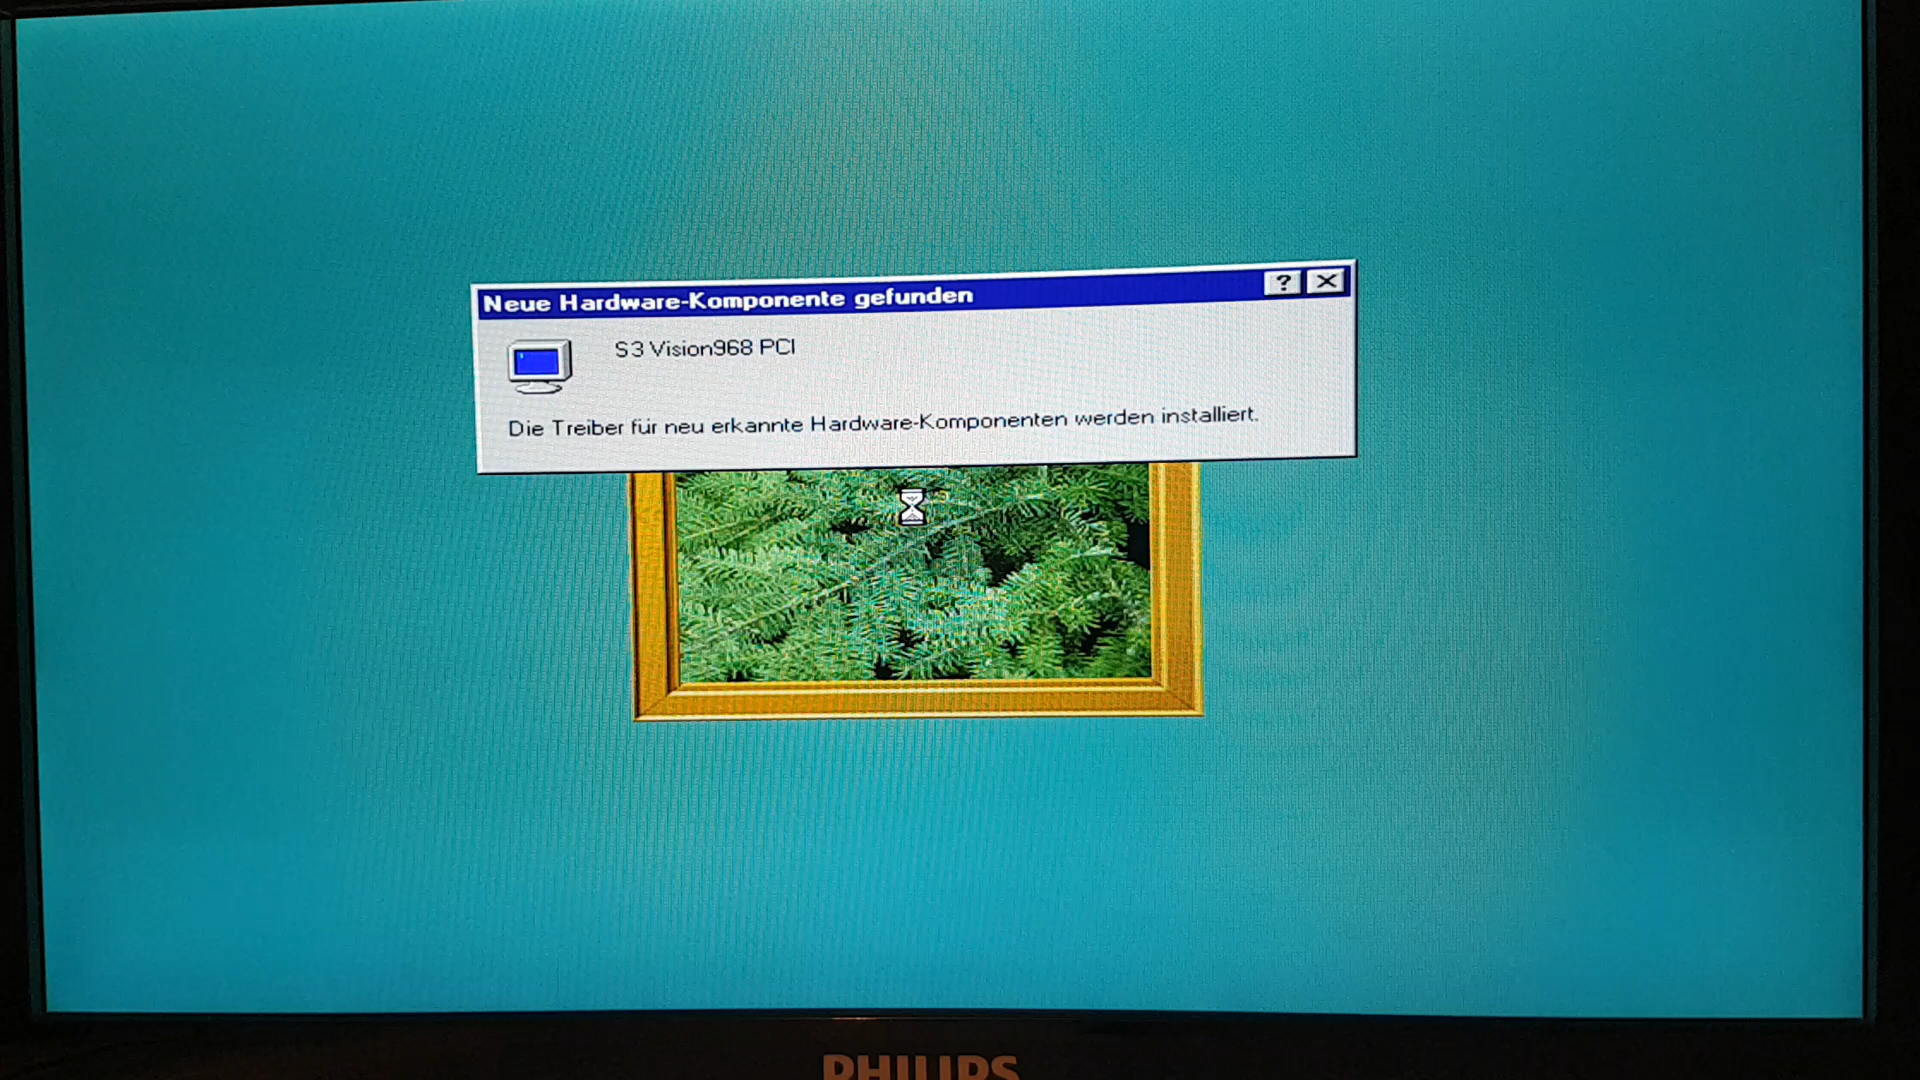 Neue Hardware-Komponente gefunden
S3 Vision968 PCI
Die Treiber für neu erkannte Hardware-Komponenten werden installiert.
PHILIPS